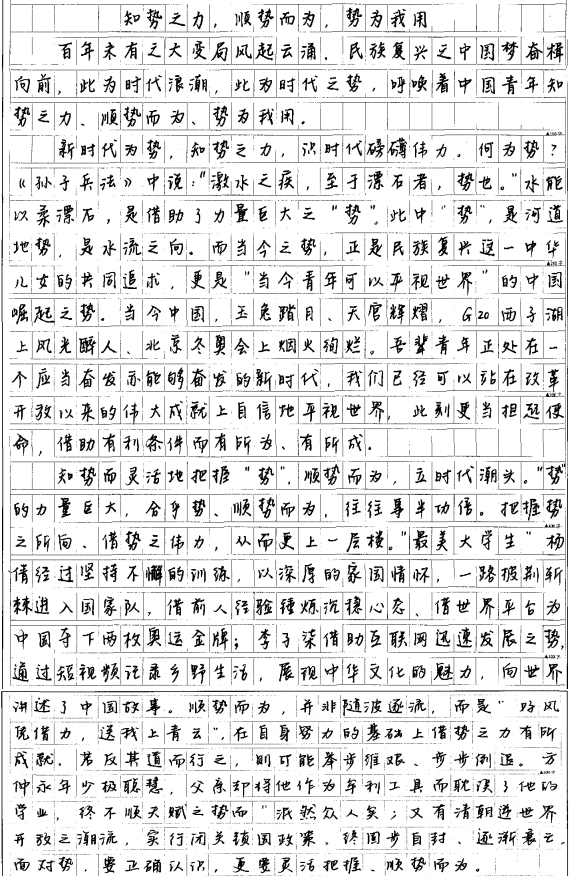 知势之力，顺势而为，势为我用
百年未有之大变局风起云涌，民族复兴之中国梦奋楫
向前，此为时代浪潮，此为时代之势，呼唤着中国青年知
势之力、顺势而为、势为我用。
新时代为势，知势之力，识时代磅礴伟力。何为势？
《孙子兵法》中说："激水之疾，至于漂石者，势也。"水能
以柔漂石，是借助了力量巨大之"势"。此中"势"，是河道
地势，是水流之向。而当今之势，正是民族复兴这一中华
儿女的共同追求，更是"当今青年可以平视世界"的中国
崛起之势。当今中国，玉兔踏月、天宫辉熠，G20西子湖
上风光醉人、北京冬奥会上烟火绚烂。吾辈青年正处在一
个应当奋发亦能够奋发的新时代，我们已经可以站在改革
开放以来的伟大成就上自信地平视世界，此刻更当担起使
命，借助有利条件而有所为、有所成。
知势而灵活地把握"势"，顺势而为，立时代潮头。"势"
的力量巨大，合乎势、顺势而为，往往事半功倍。把握势
之所向、借势之伟力，从而更上一层楼。"最美大学生"杨
倩经过坚持不懈的训练，以深厚的家国情怀，一路披荆斩
棘进入国家队，借前人经验锤炼沉稳心态、借世界平台为
中国夺下两枚奥运金牌；李子柒借助互联网迅速发展之势，
通过短视频记录乡野生活，展现中华文化的魅力，向世界
讲述了中国故事。顺势而为，并非随波逐流，而是"好风
凭借力，送我上青云"，在自身努力的基础上借势之力有所
成就。若反其道而行之，则可能举步维艰、步步倒退。方
仲永年少极聪慧，父亲却将他作为牟利工具而耽误了他的
学业，终不顺天赋之势而"泯然众人矣"；又有清朝逆世界
开放之潮流，实行闭关锁国政策，终固步自封、逐渐衰亡。
面对势，要正确认识，更要灵活把握、顺势而为。